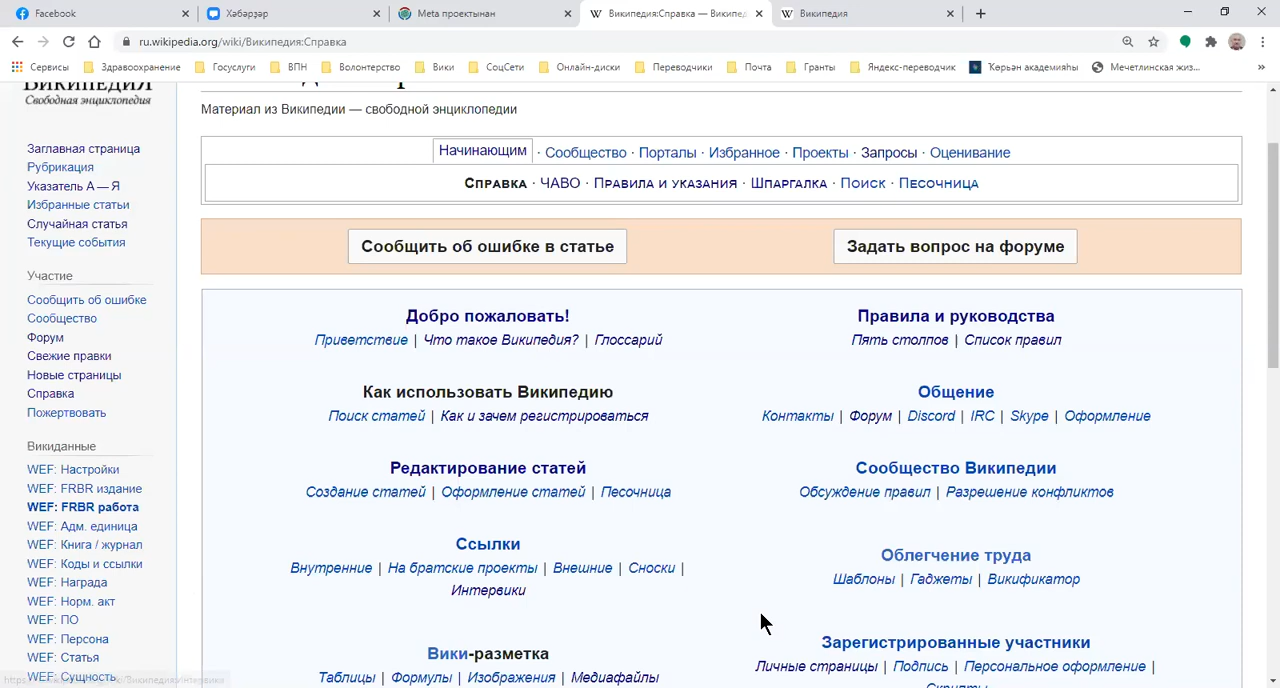 Facebook
Хәбәрҙәр
Meta проектынан
Википедия:Справка — Википед
Википедия
ru.wikipedia.org/wiki/Википедия:Справка
Сервисы Здравоохранение Госуслуги ВПН Волонтерство Вики СоцСети Онлайн-диски Переводчики Почта Гранты Яндекс-переводчик Ҡөрьән академияһы Мечетлинская жиз... »
ВИКИПЕДИЯ
Свободная энциклопедия
Заглавная страница
Рубрикация
Указатель А — Я
Избранные статьи
Случайная статья
Текущие события
Участие
Сообщить об ошибке
Сообщество
Форум
Свежие правки
Новые страницы
Справка
Пожертвовать
Викиданные
WEF: Настройки
WEF: FRBR издание
WEF: FRBR работа
WEF: Адм. единица
WEF: Книга / журнал
WEF: Коды и ссылки
WEF: Награда
WEF: Норм. акт
WEF: ПО
WEF: Персона
WEF: Статья
WEF: Сущность
Материал из Википедии — свободной энциклопедии
Начинающим · Сообщество · Порталы · Избранное · Проекты · Запросы · Оценивание
Справка · ЧАВО · Правила и указания · Шпаргалка · Поиск · Песочница
Сообщить об ошибке в статье
Задать вопрос на форуме
Добро пожаловать!
Приветствие | Что такое Википедия? | Глоссарий
Как использовать Википедию
Поиск статей | Как и зачем регистрироваться
Редактирование статей
Создание статей | Оформление статей | Песочница
Ссылки
Внутренние | На братские проекты | Внешние | Сноски |
Интервики
Вики-разметка
Таблицы | Формулы | Изображения | Медиафайлы
Правила и руководства
Пять столпов | Список правил
Общение
Контакты | Форум | Discord | IRC | Skype | Оформление
Сообщество Википедии
Обсуждение правил | Разрешение конфликтов
Облегчение труда
Шаблоны | Гаджеты | Викификатор
Зарегистрированные участники
Личные страницы | Подпись | Персональное оформление |
Скрипты